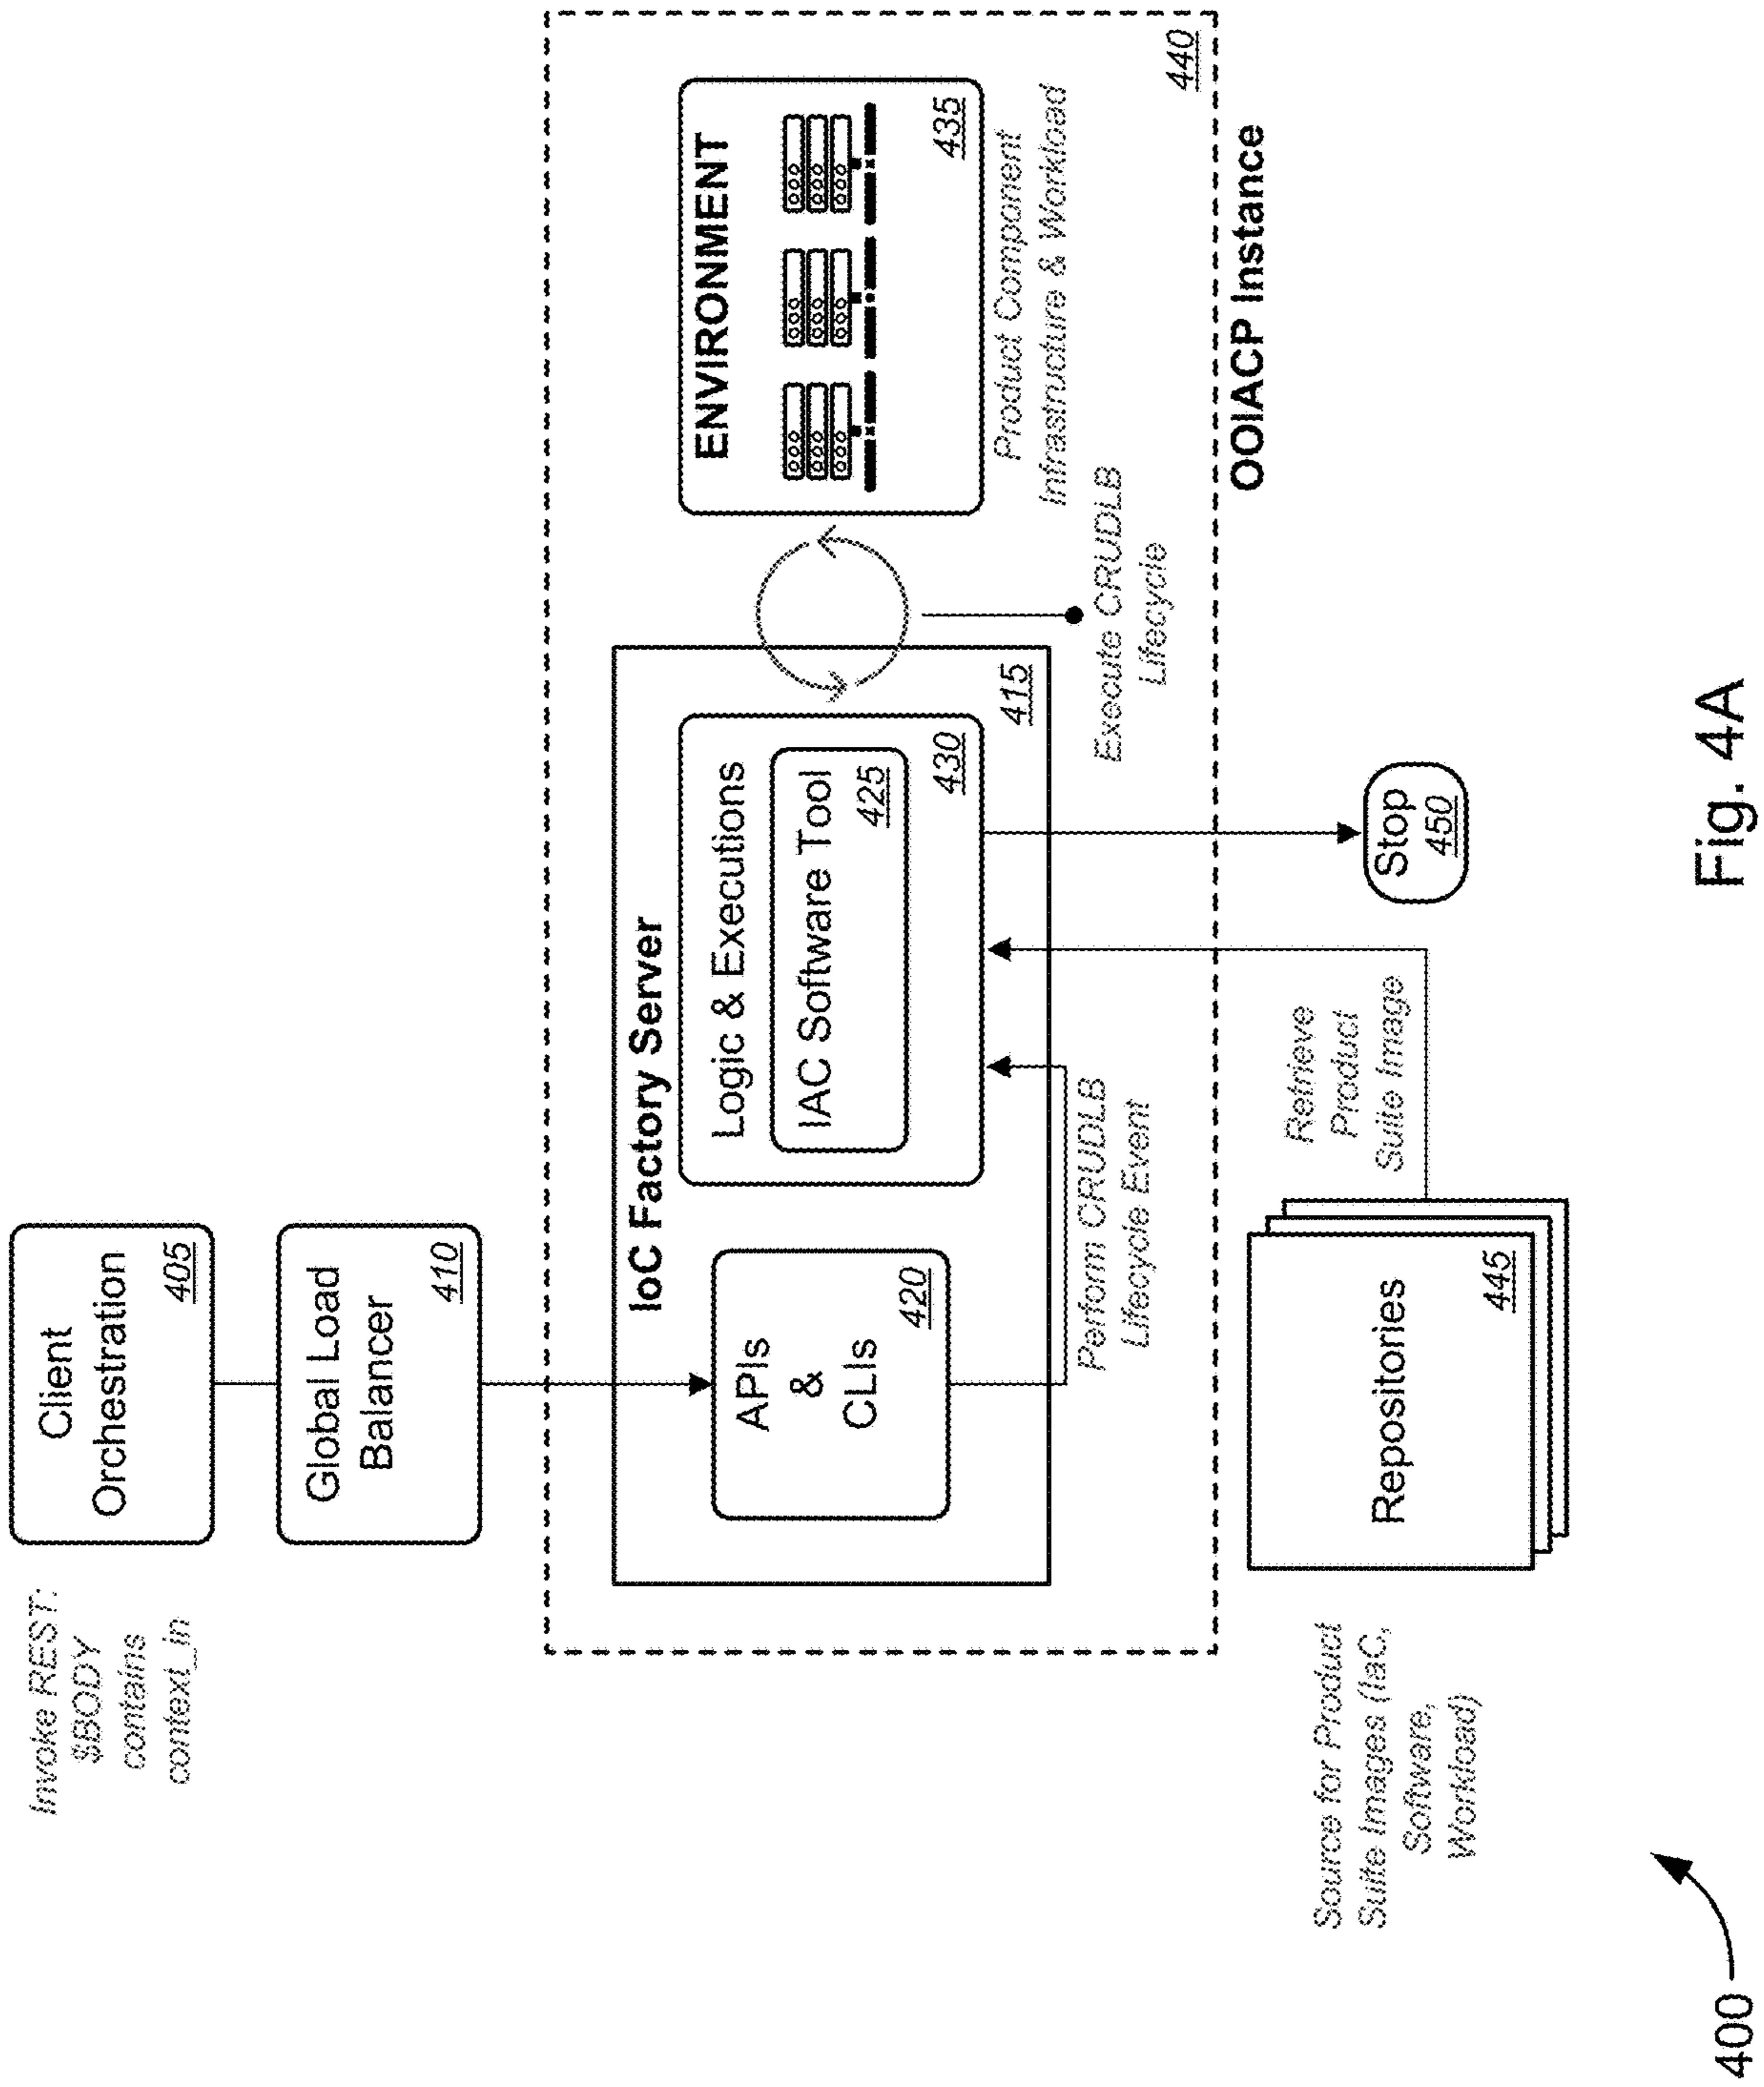 Invoke REST:
$BODY
contains
context_in
Client
Orchestration
405
Global Load
Balancer
410
IoC Factory Server
APIs
&
CLIs
420
Logic & Executions
IAC Software Tool
425
430
415
ENVIRONMENT
435
Product Component
Infrastructure & Workload
Execute CRUDLB
Lifecycle
Perform CRUDLB
Lifecycle Event
440
OOIACP Instance
Source for Product
Suite Images (IaC,
Software,
Workload)
Repositories
445
Retrieve
Product
Suite Image
Stop
450
400
Fig. 4A